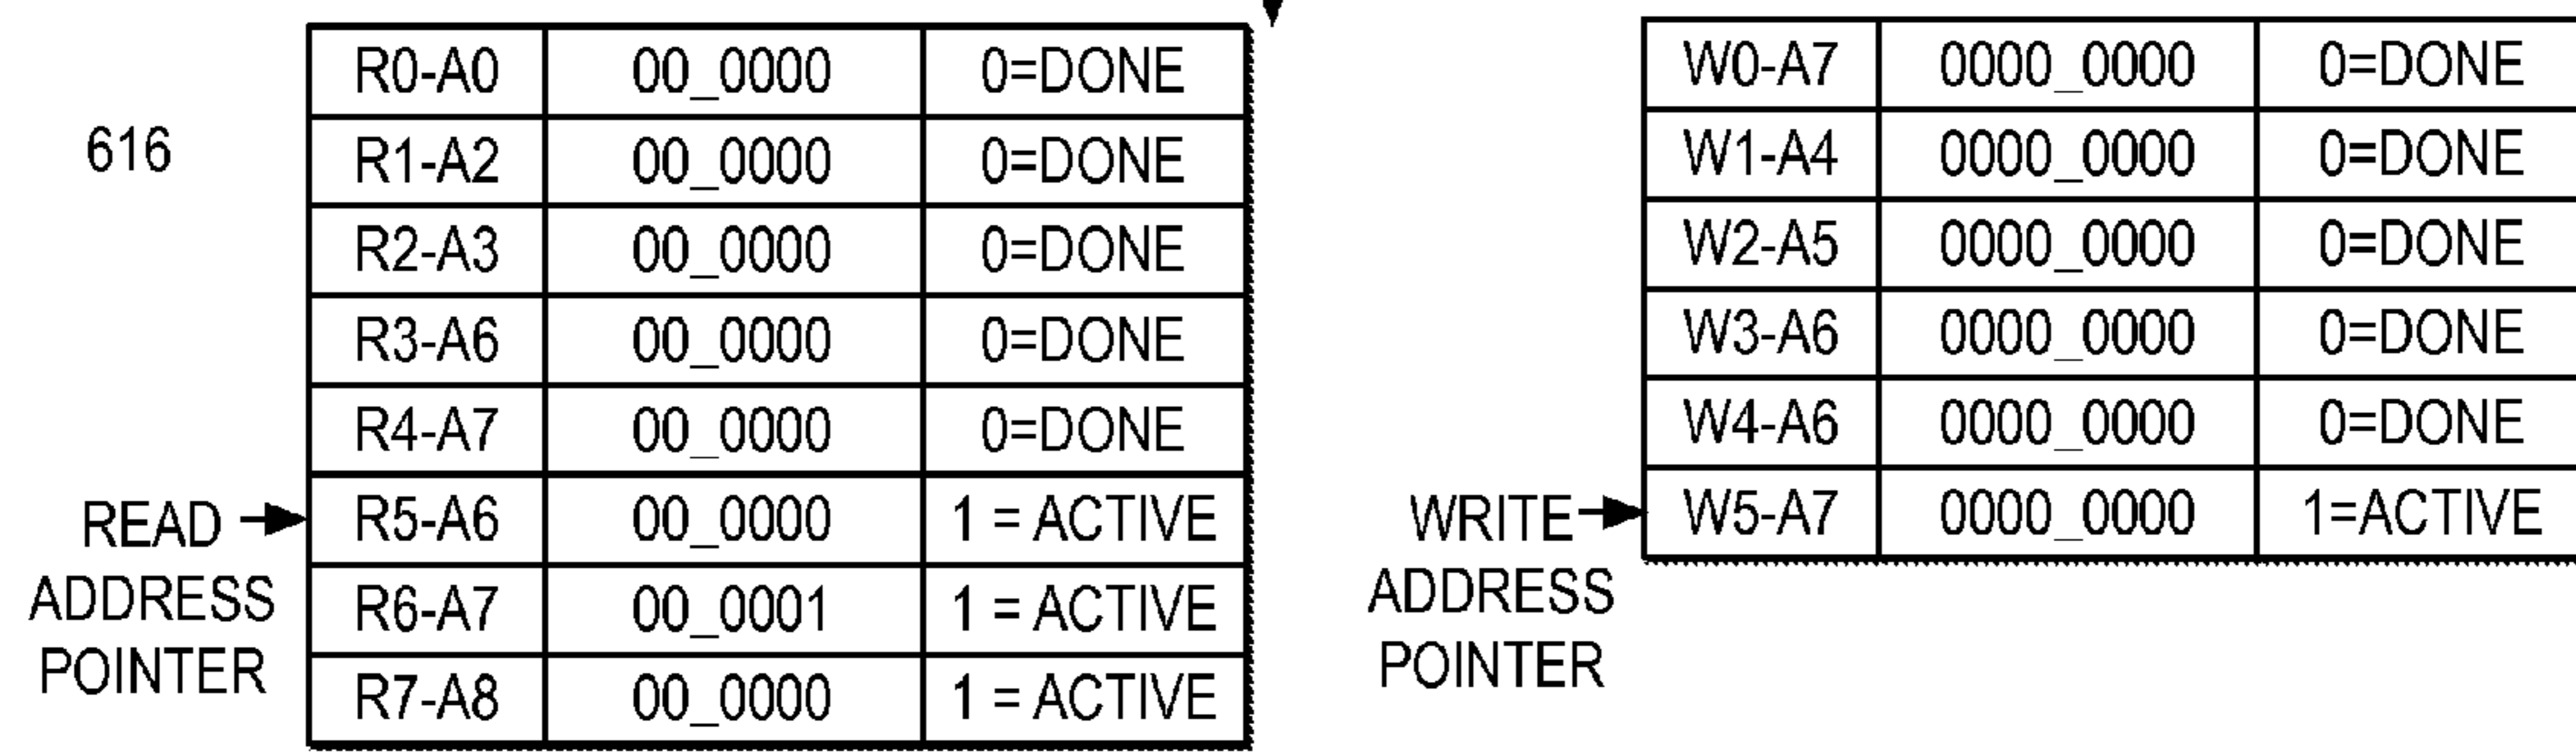 616
R0-A0 00_0000 0=DONE
R1-A2 00_0000 0=DONE
R2-A3 00_0000 0=DONE
R3-A6 00_0000 0=DONE
R4-A7 00_0000 0=DONE
R5-A6 00_0000 1 = ACTIVE
R6-A7 00_0001 1 = ACTIVE
R7-A8 00_0000 1 = ACTIVE
READ
ADDRESS
POINTER
W0-A7 0000_0000 0=DONE
W1-A4 0000_0000 0=DONE
W2-A5 0000_0000 0=DONE
W3-A6 0000_0000 0=DONE
W4-A6 0000_0000 0=DONE
W5-A7 0000_0000 1=ACTIVE
WRITE
ADDRESS
POINTER